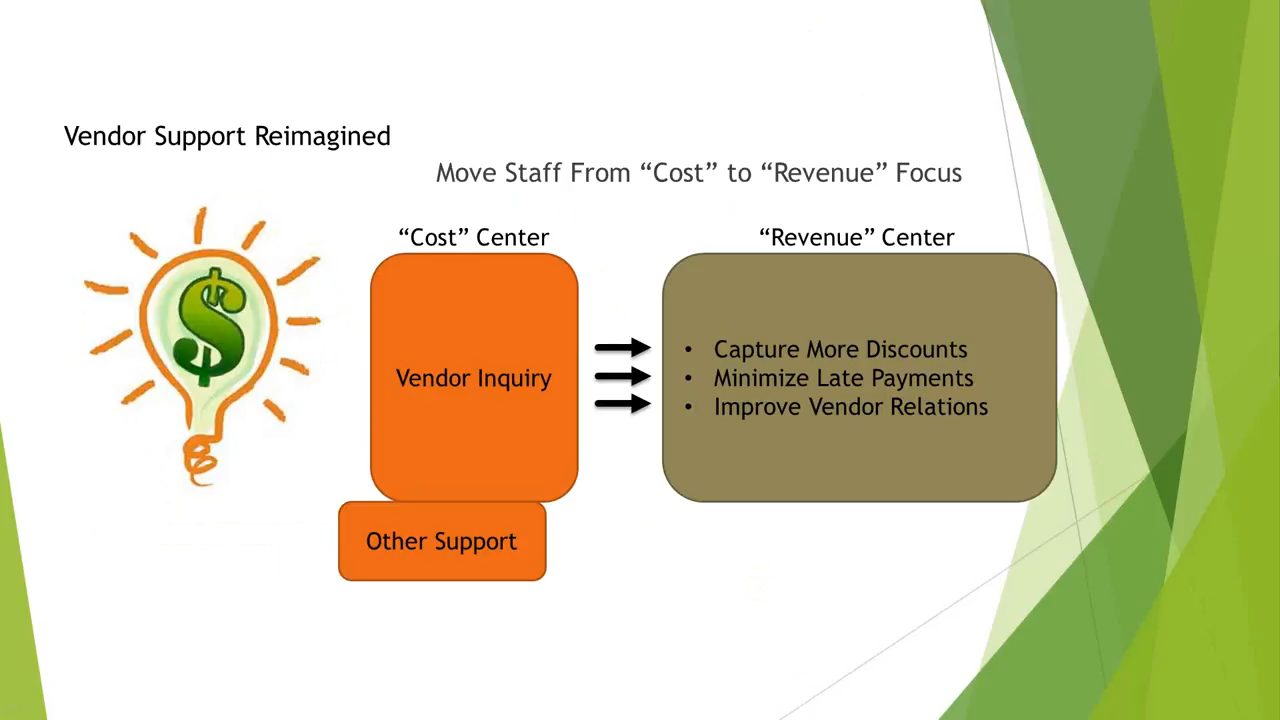 Vendor Support Reimagined
Move Staff From “Cost” to “Revenue” Focus
“Cost” Center
“Revenue” Center
$
Vendor Inquiry
• Capture More Discounts
• Minimize Late Payments
• Improve Vendor Relations
Other Support